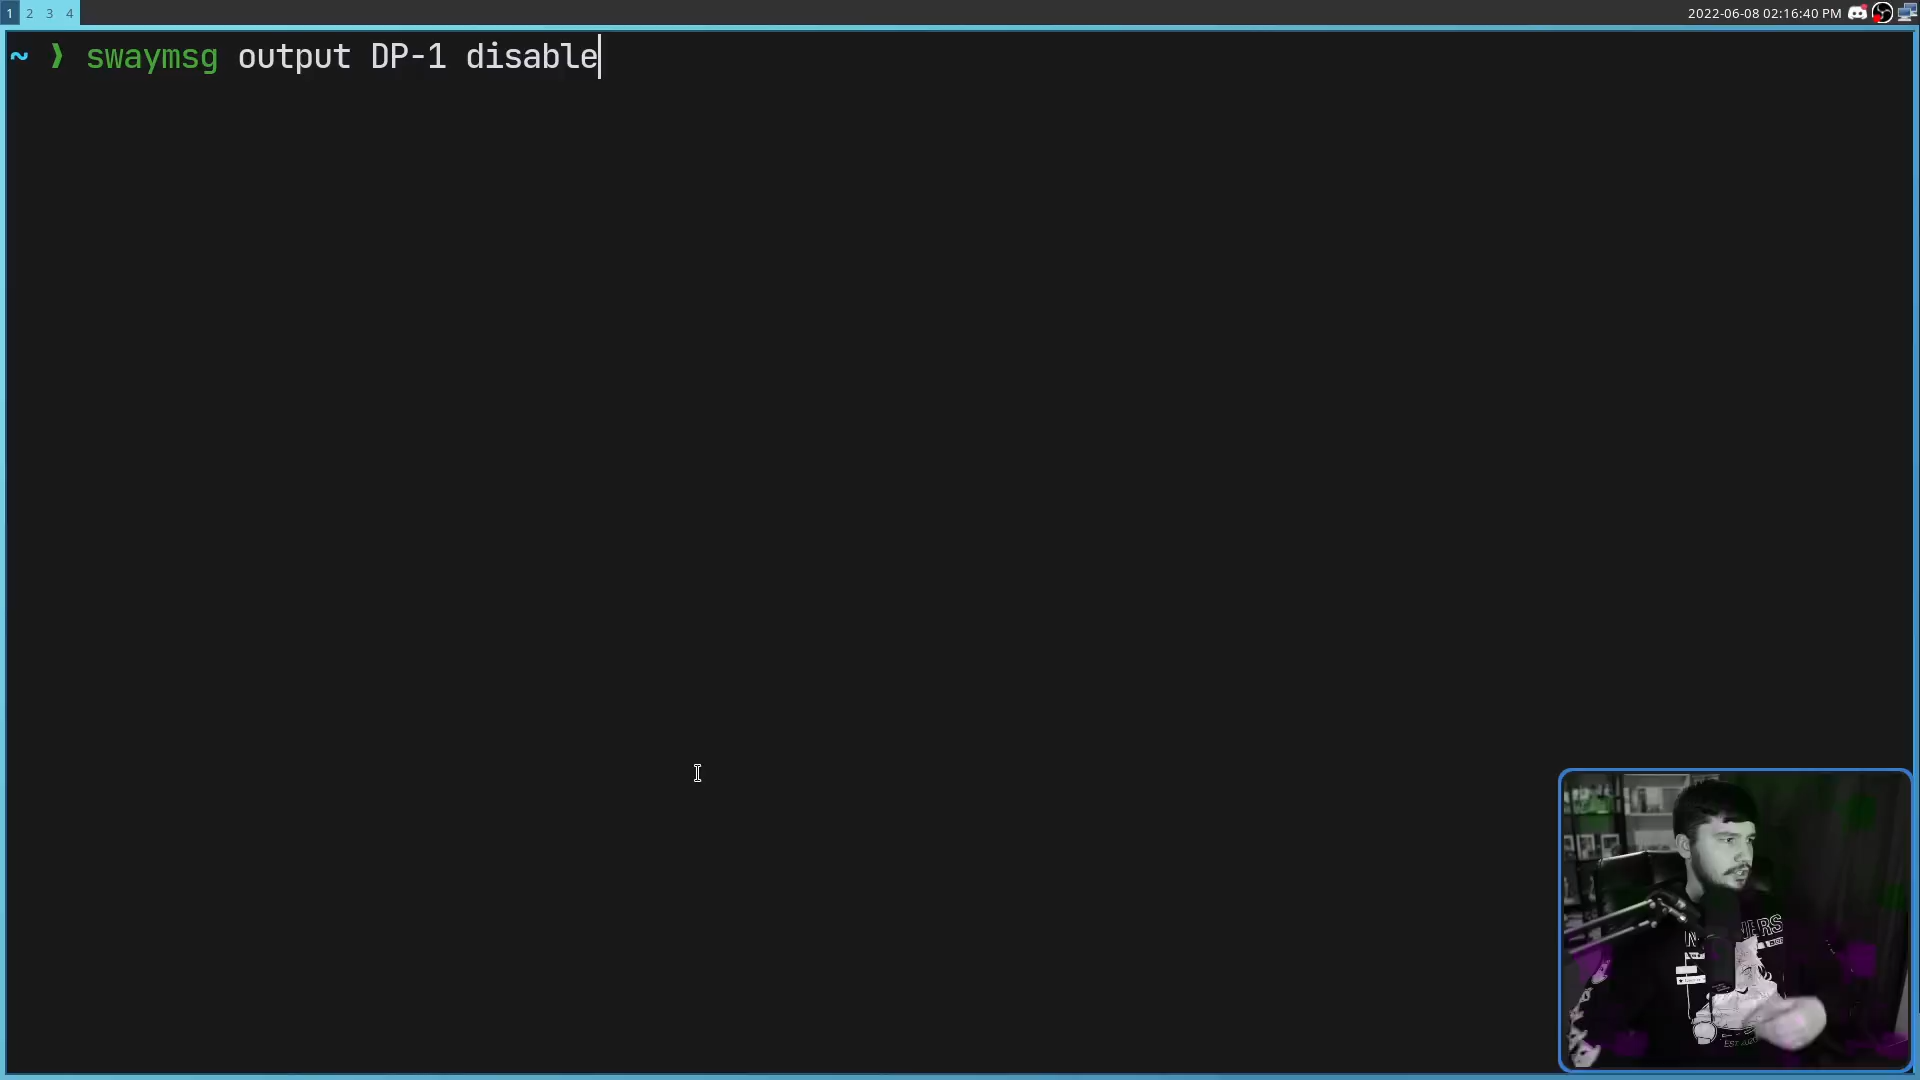 1 2 3 4
2022-06-08 02:16:40 PM
~ ❯ swaymsg output DP-1 disable